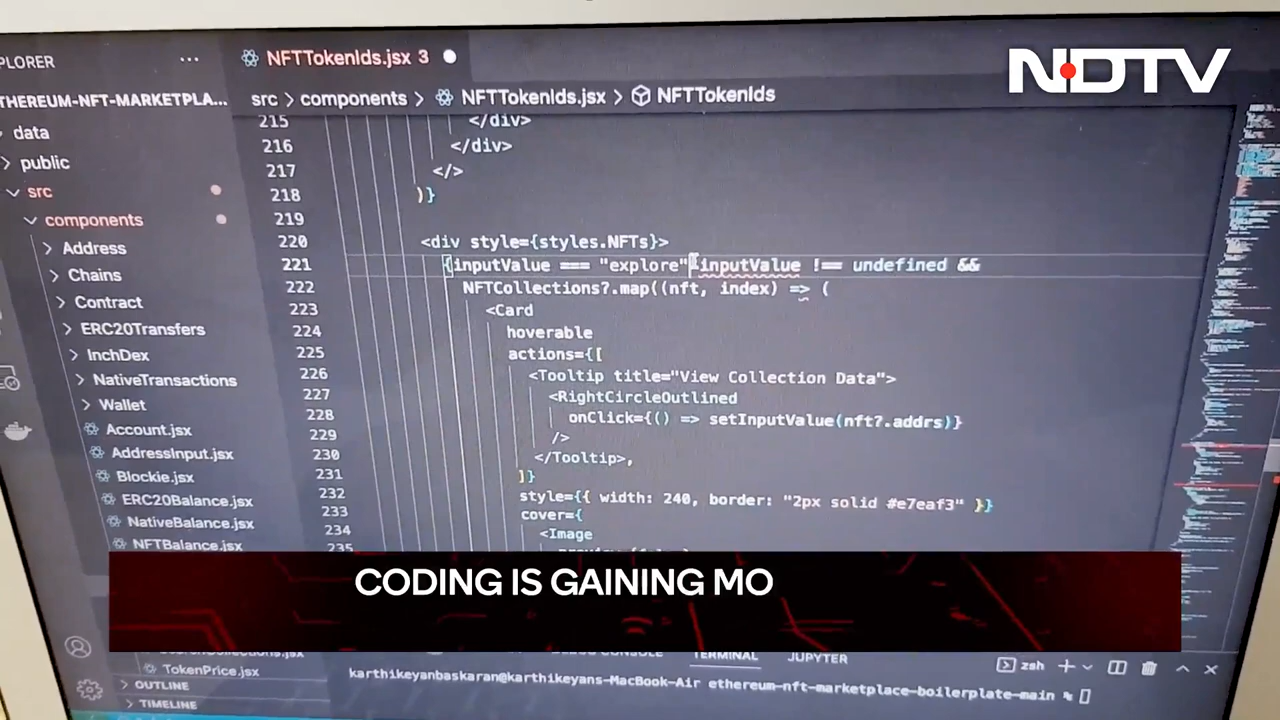 PLORER
...
NFTTokenIds.jsx 3
NDTV
THEREUM-NFT-MARKETPLA...
src > components > NFTTokenIds.jsx > NFTTokenIds
data
public
src
components
Address
Chains
Contract
ERC20Transfers
InchDex
NativeTransactions
Wallet
Account.jsx
AddressInput.jsx
Blockie.jsx
ERC20Balance.jsx
NativeBalance.jsx
NFTBalance.jsx
TokenPrice.jsx
OUTLINE
TIMELINE
215 </div>
216 </div>
217 </>
218 )}
219
220 <div style={styles.NFTs}>
221 {inputValue === "explore" inputValue !== undefined &&
222 NFTCollections?.map((nft, index) => (
223 <Card
224 hoverable
225 actions={[
226 <Tooltip title="View Collection Data">
227 <RightCircleOutlined
228 onClick={() => setInputValue(nft?.addrs)}
229 />
230 </Tooltip>,
231 ]}
232 style={{ width: 240, border: "2px solid #e7eaf3" }}
233 cover={
234 <Image
235
CODING IS GAINING MO
TERMINAL JUPYTER zsh
karthikeyanbaskaran@karthikeyans-MacBook-Air ethereum-nft-marketplace-boilerplate-main %